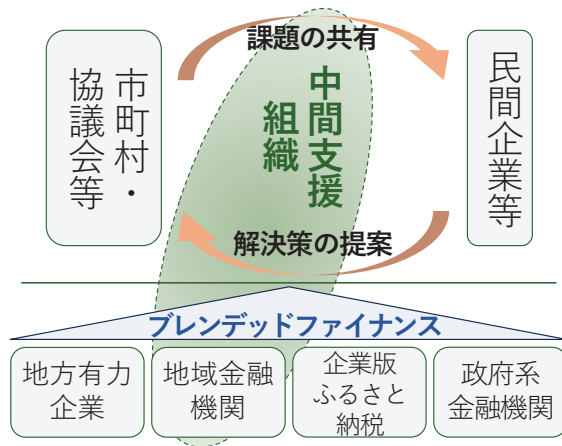 課題の共有
市町村・
協議会等
中間支援
組織
民間企業等
解決策の提案
ブレンデッドファイナンス
地方有力
企業
地域金融
機関
企業版
ふるさと
納税
政府系
金融機関